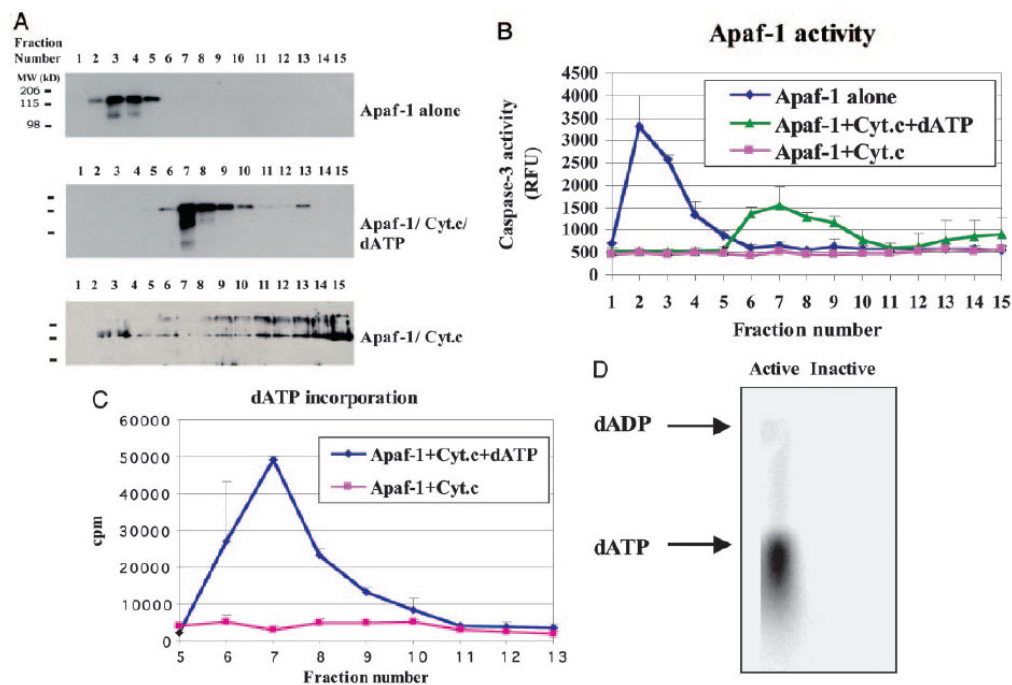 A
Fraction
Number
1 2 3 4 5 6 7 8 9 10 11 12 13 14 15
MW (kD)
206
115
98
Apaf-1 alone
1 2 3 4 5 6 7 8 9 10 11 12 13 14 15
Apaf-1/ Cyt.c/
dATP
1 2 3 4 5 6 7 8 9 10 11 12 13 14 15
Apaf-1/ Cyt.c
B
Apaf-1 activity
Caspase-3 activity
(RFU)
4500
4000
3500
3000
2500
2000
1500
1000
500
0
Apaf-1 alone
Apaf-1+Cyt.c+dATP
Apaf-1+Cyt.c
1 2 3 4 5 6 7 8 9 10 11 12 13 14 15
Fraction number
C
dATP incorporation
cpm
60000
50000
40000
30000
20000
10000
0
Apaf-1+Cyt.c+dATP
Apaf-1+Cyt.c
5 6 7 8 9 10 11 12 13
Fraction number
D
Active Inactive
dADP
dATP